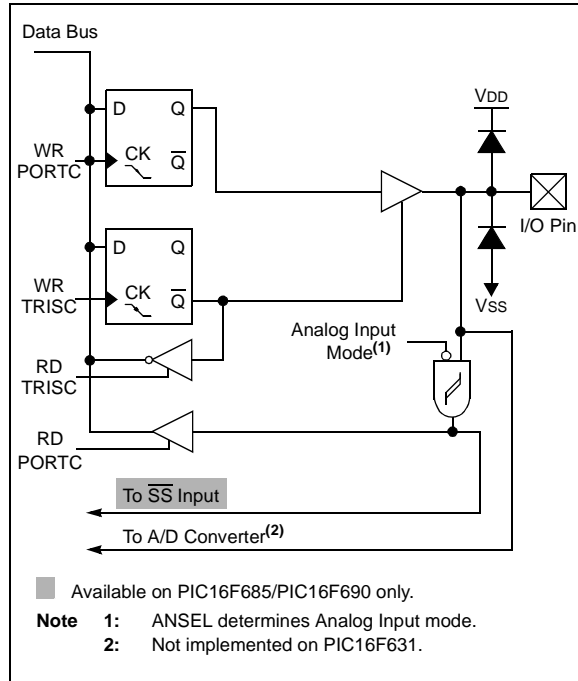 Data Bus
D Q
VDD
WR
PORTC
CK Q
I/O Pin
D Q
WR
TRISC
CK Q
VSS
Analog Input
Mode(1)
RD
TRISC
RD
PORTC
To SS Input
To A/D Converter(2)
Available on PIC16F685/PIC16F690 only.
Note 1: ANSEL determines Analog Input mode.
2: Not implemented on PIC16F631.